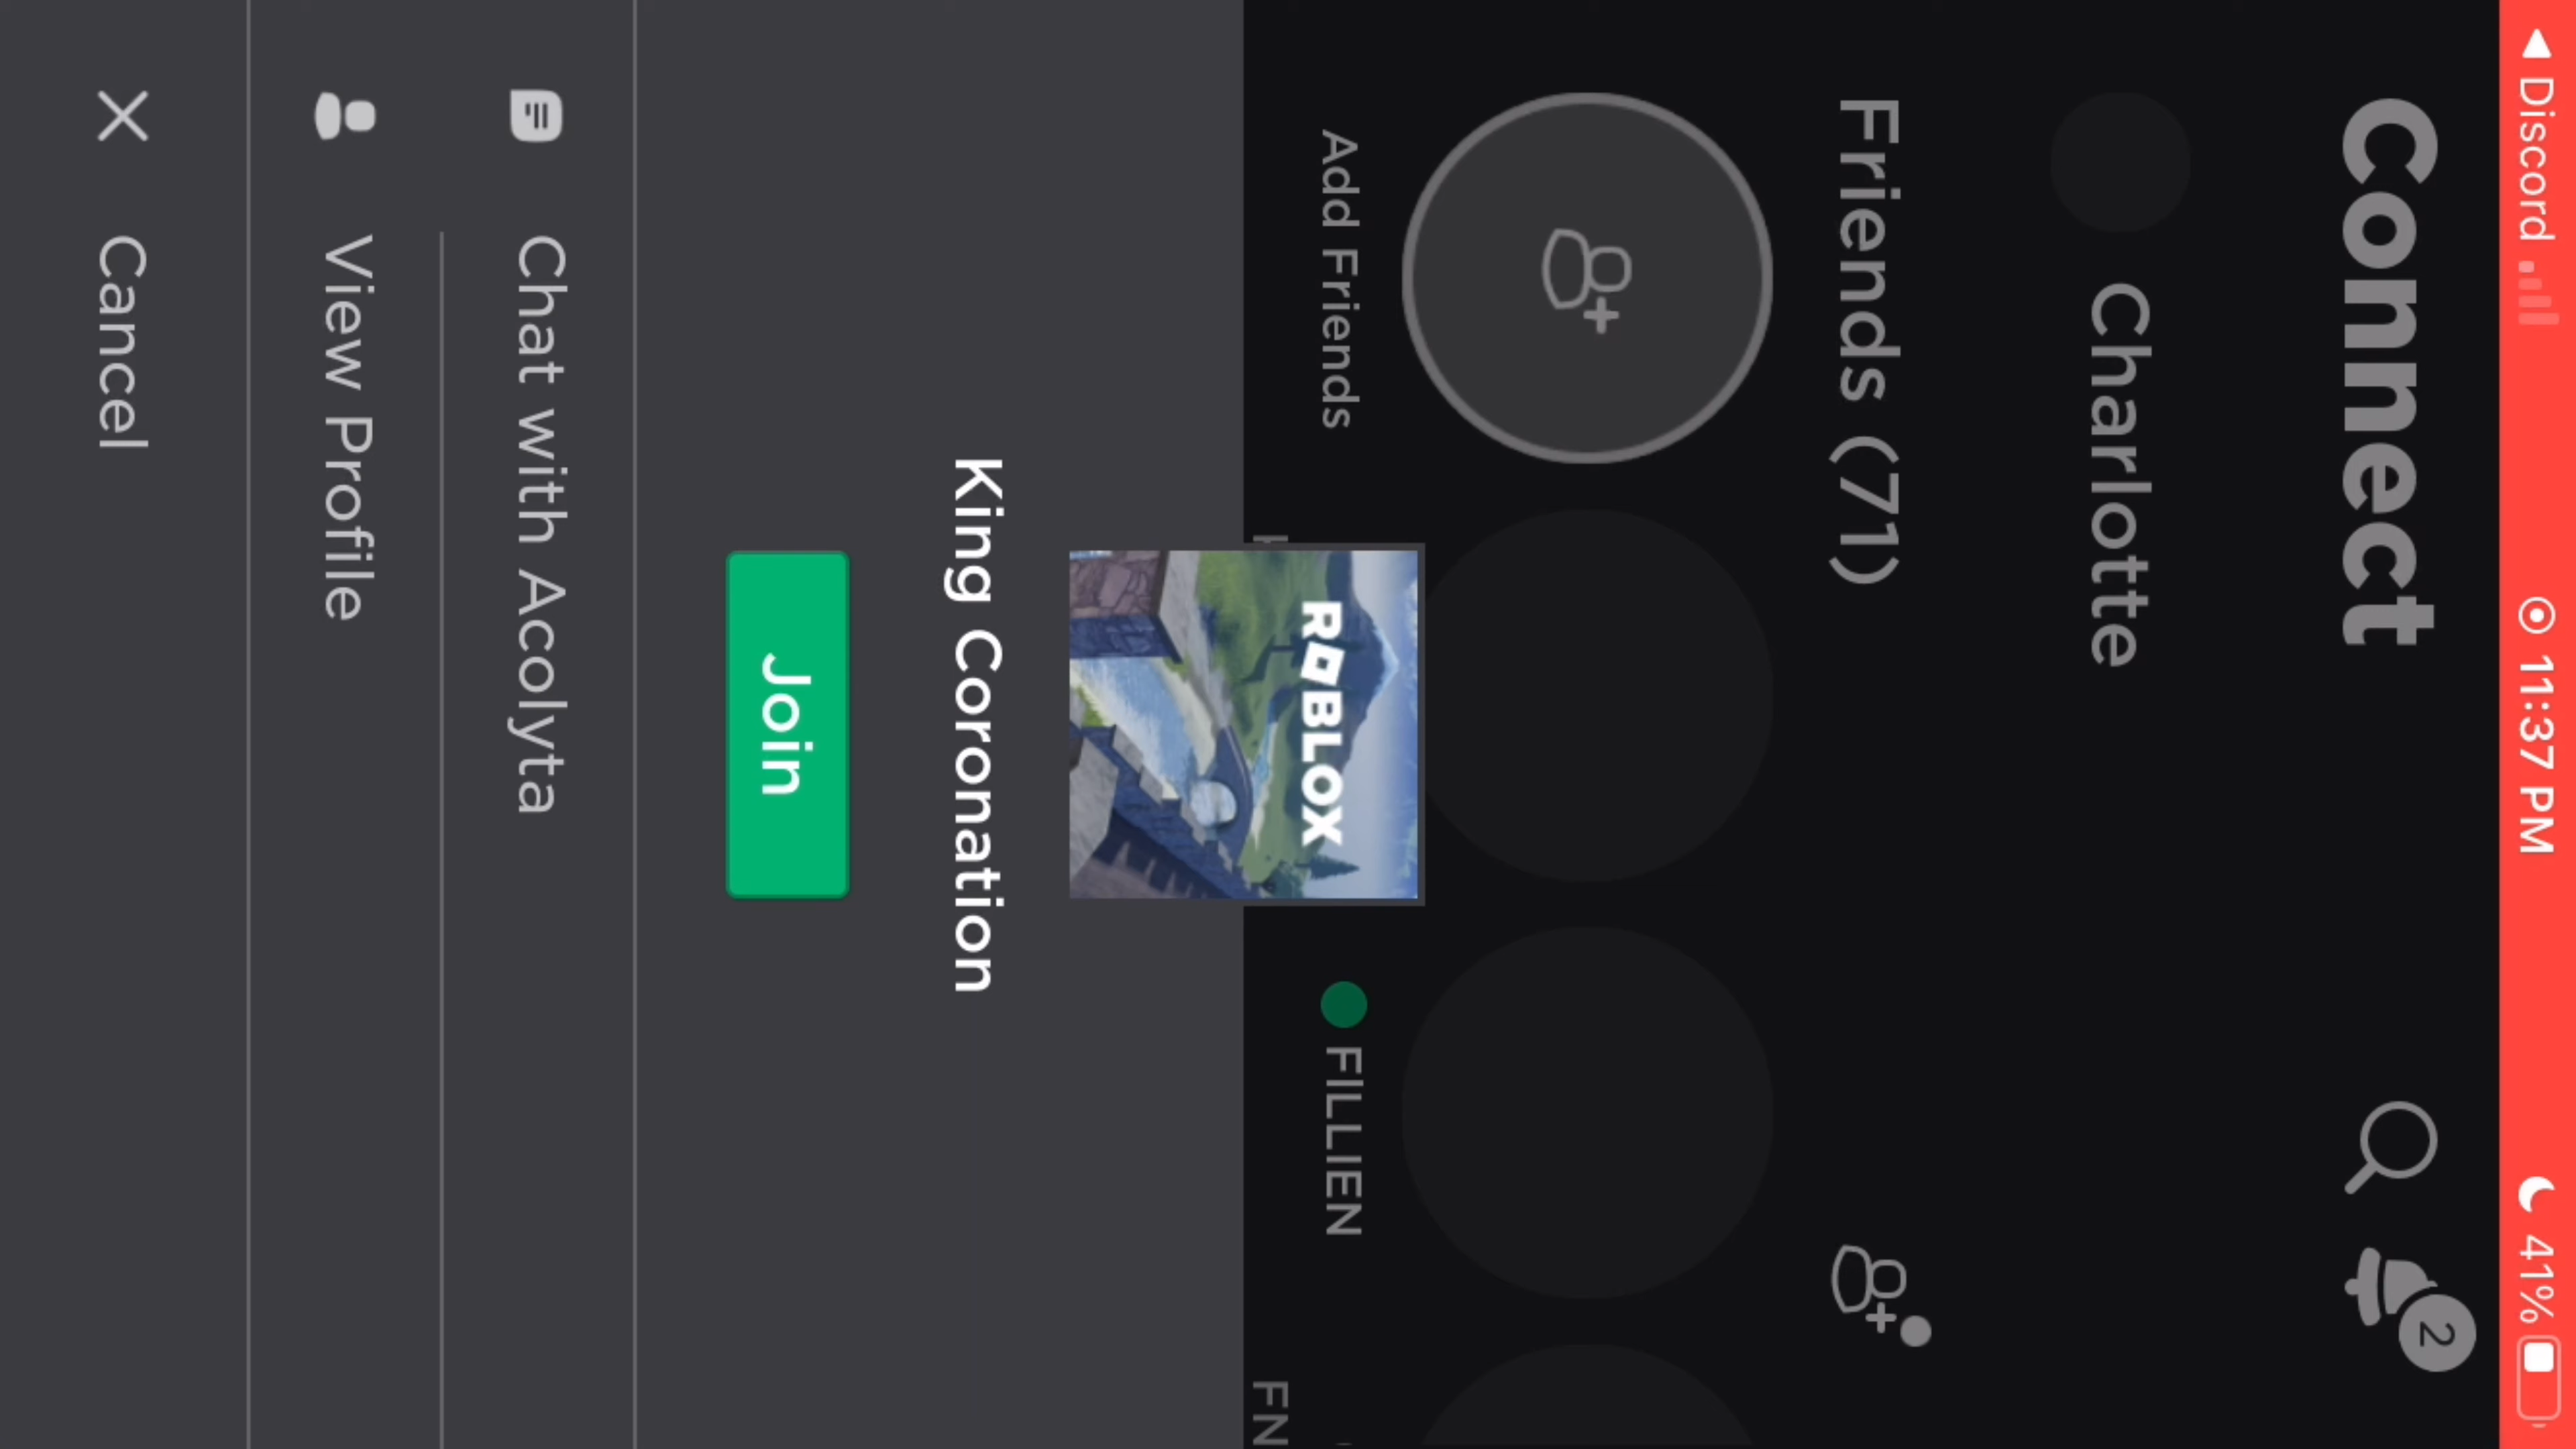 Discord 11:37 PM 41%
Connect 2
Charlotte
Friends (71)
Add Friends
FILLIEN
FN
ROBLOX
King Coronation
Join
Chat with Acolyta
View Profile
Cancel